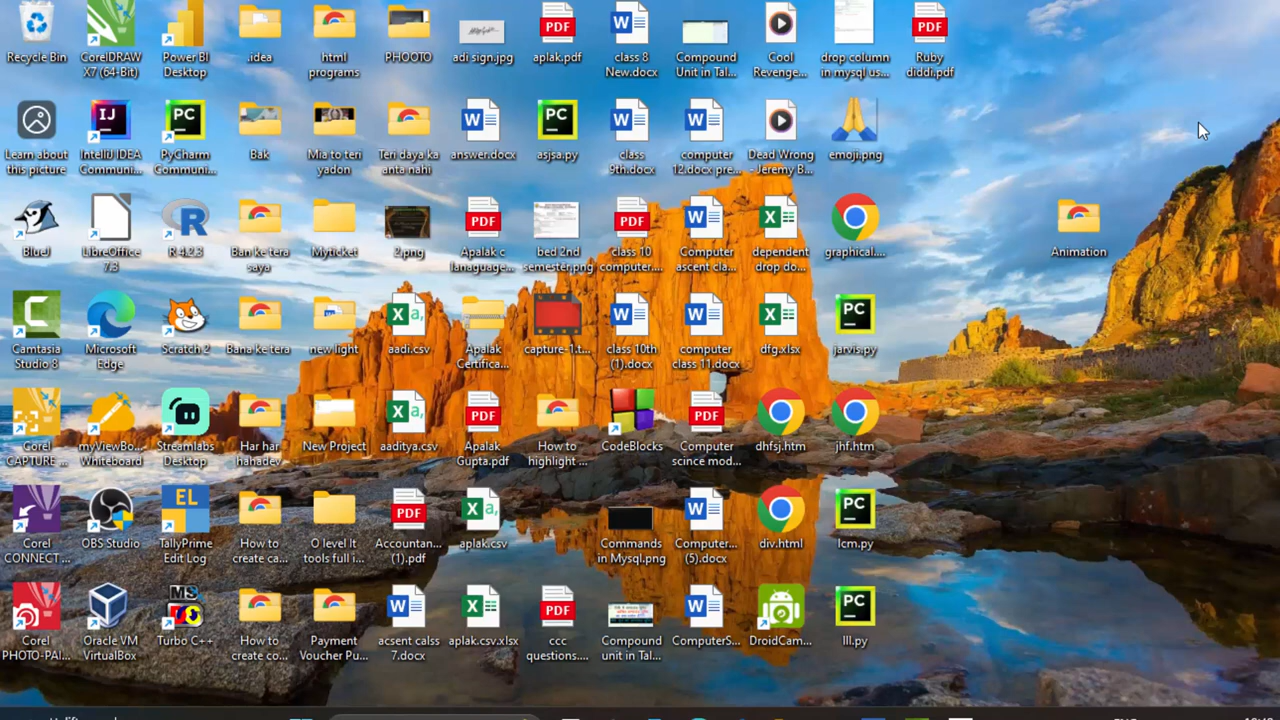 Recycle Bin
CorelDRAW
X7 (64-Bit)
Power BI
Desktop
.idea
html
programs
PHOOTO
adi sign.jpg
aplak.pdf
class 8
New.docx
Compound
Unit in Tal...
Cool
Revenge...
drop column
in mysql us...
Ruby
diddi.pdf
Learn about
this picture
IntelliJ IDEA
Communi...
PyCharm
Communi...
Bak
Mia to teri
yadon
Teri daya ka
anta nahi
answer.docx
asjsa.py
class
9th.docx
computer
12.docx pre...
Dead Wrong
- Jeremy B...
emoji.png
BlueJ
LibreOffice
7.3
R 4.2.3
Ban ke tera
saya
Myticket
2.png
Apalak c
lanaguage...
bed 2nd
semester.png
class 10
computer....
Computer
ascent cla...
dependent
drop do...
graphical....
Animation
Camtasia
Studio 8
Microsoft
Edge
Scratch 2
Bana ke tera
new light
aadi.csv
Apalak
Certifica...
capture-1.t...
class 10th
(1).docx
computer
class 11.docx
dfg.xlsx
jarvis.py
Corel
CAPTURE ...
myViewBo...
Whiteboard
Streamlabs
Desktop
Har har
hahadev
New Project
aaditya.csv
Apalak
Gupta.pdf
How to
highlight ...
CodeBlocks
Computer
scince mod...
dhfsj.htm
jhf.htm
Corel
CONNECT ...
OBS Studio
TallyPrime
Edit Log
How to
create ca...
O level It
tools full i...
Accountan...
(1).pdf
aplak.csv
Commands
in Mysql.png
Computer...
(5).docx
div.html
lcm.py
Corel
PHOTO-PAI...
Oracle VM
VirtualBox
Turbo C++
How to
create co...
Payment
Voucher Pu...
acsent calss
7.docx
aplak.csv.xlsx
ccc
questions....
Compound
unit in Tal...
ComputerS...
DroidCam...
lll.py